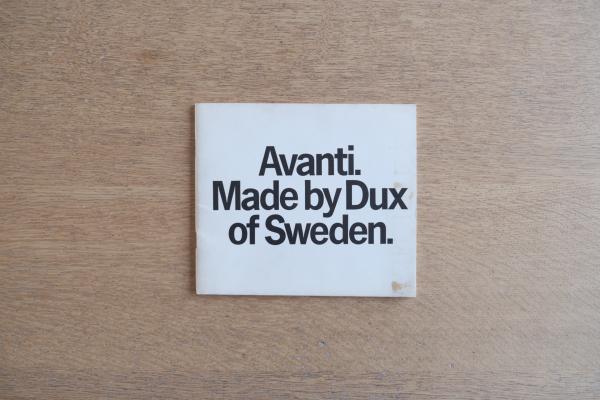 Avanti.
Made by Dux
of Sweden.